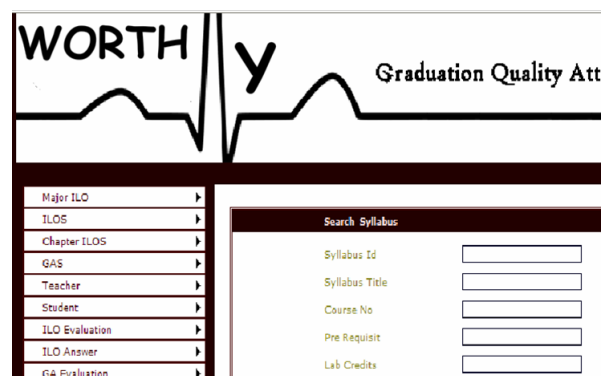 WORTH Y
Graduation Quality Att
Major ILO
ILOS
Chapter ILOS
GAS
Teacher
Student
ILO Evaluation
ILO Answer
GA Evaluation
Search Syllabus
Syllabus Id
Syllabus Title
Course No
Pre Requisit
Lab Credits